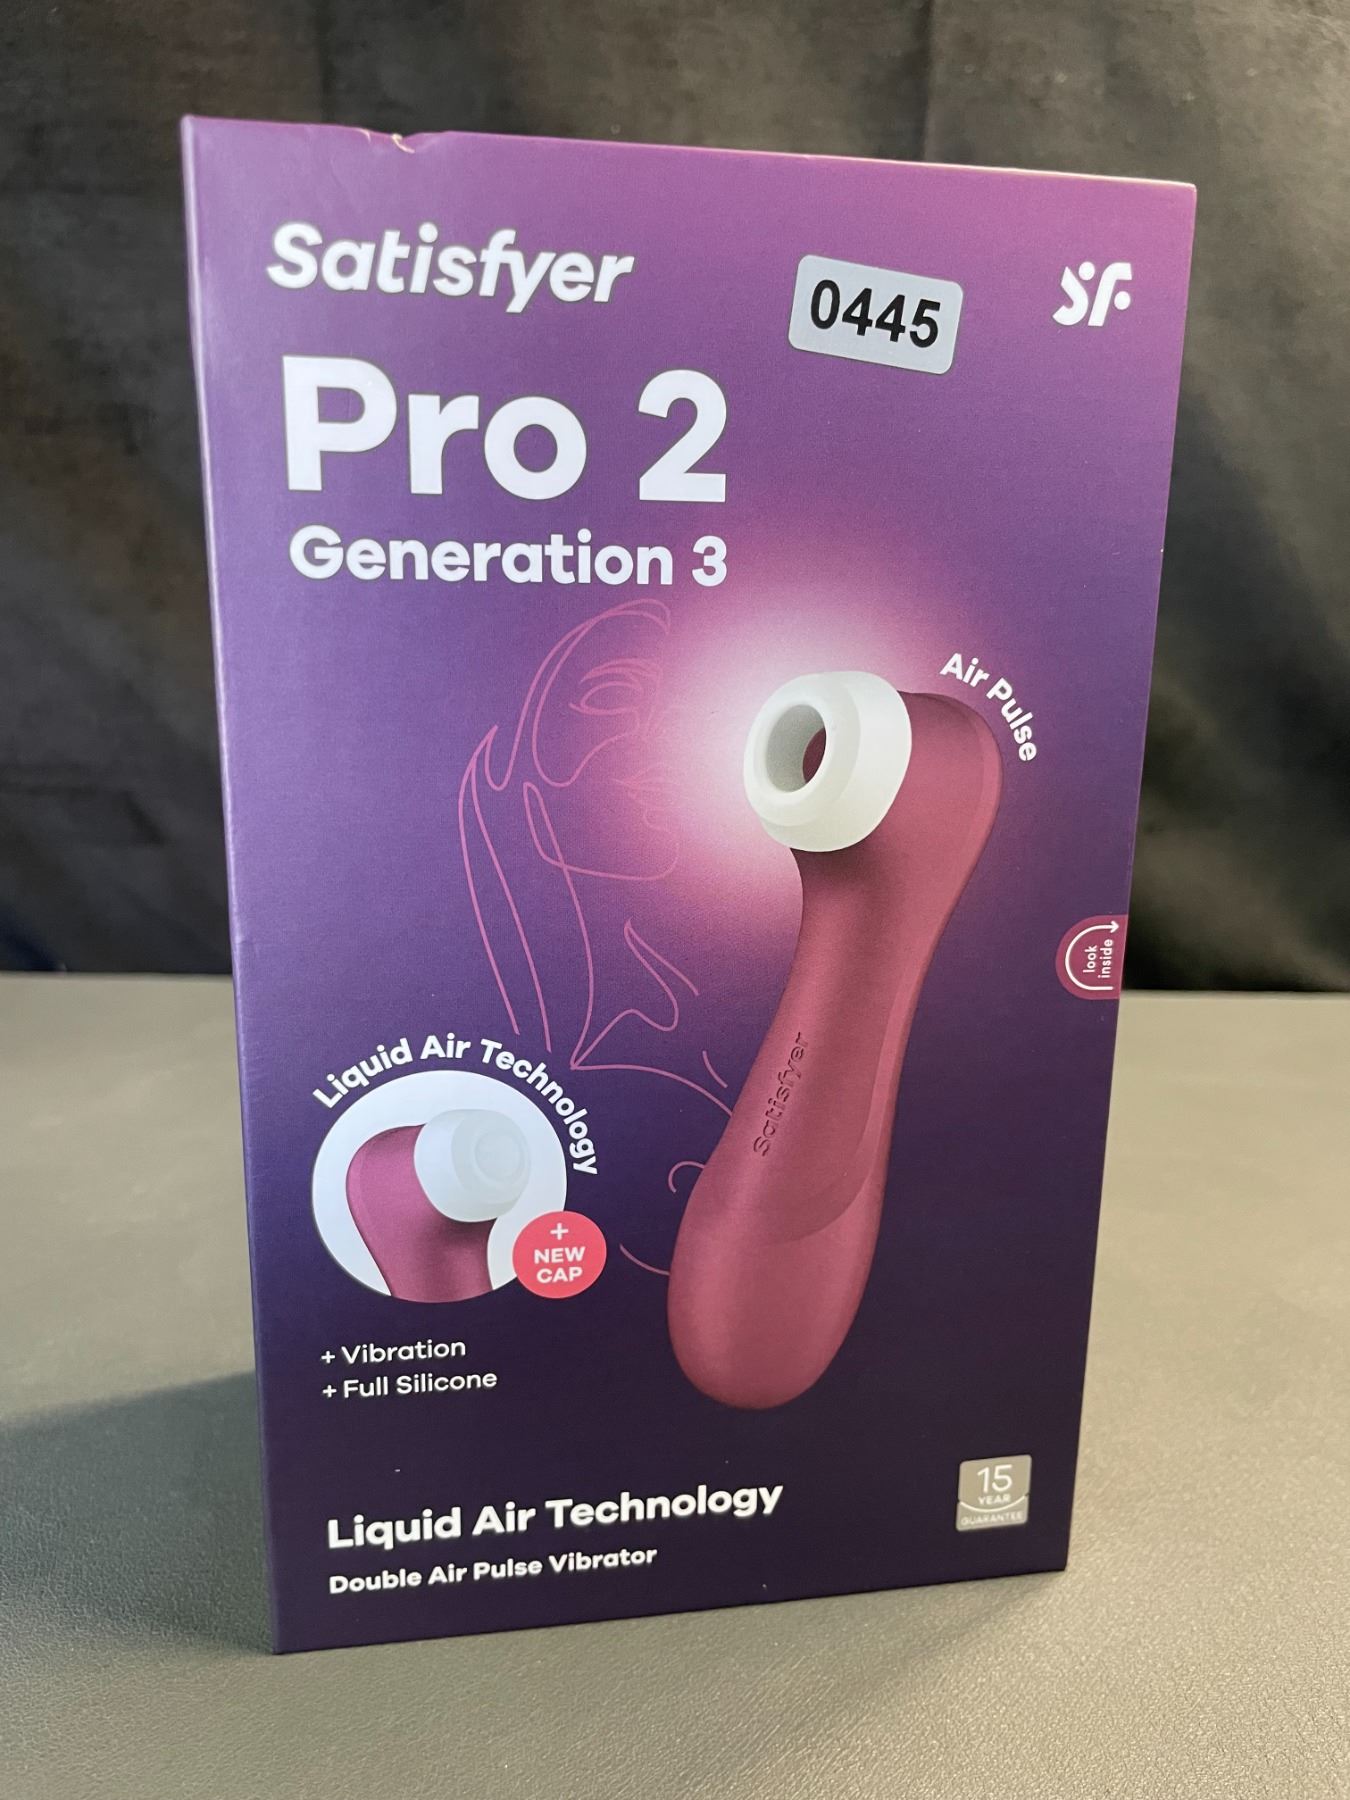 Satisfyer
0445
SF
Pro 2
Generation 3
Air Pulse
look
inside
Satisfyer
Liquid Air Technology
+
NEW
CAP
+ Vibration
+ Full Silicone
Liquid Air Technology
Double Air Pulse Vibrator
15
YEAR
GUARANTEE